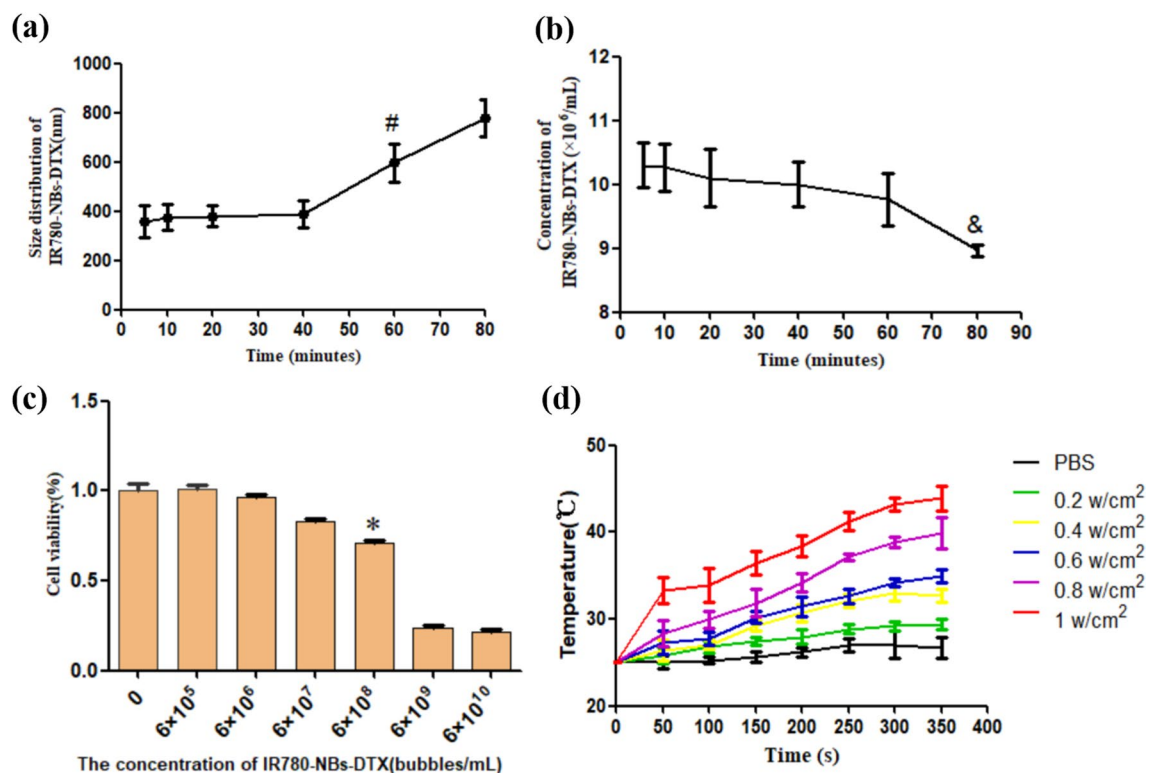 (a)
Size distribution of
IR780-NBs-DTX(nm)
1000
800
600
400
200
0
#
0 10 20 30 40 50 60 70 80
Time (minutes)
(b)
Concentration of
IR780-NBs-DTX (×10⁶/mL)
12
11
10
9
8
&
0 10 20 30 40 50 60 70 80 90
Time (minutes)
(c)
Cell viability(%)
1.5
1.0
0.5
0.0
*
0 6×10⁵ 6×10⁶ 6×10⁷ 6×10⁸ 6×10⁹ 6×10¹⁰
The concentration of IR780-NBs-DTX(bubbles/mL)
(d)
Temperature(℃)
50
40
30
20
0 50 100 150 200 250 300 350 400
Time (s)
PBS
0.2 w/cm²
0.4 w/cm²
0.6 w/cm²
0.8 w/cm²
1 w/cm²